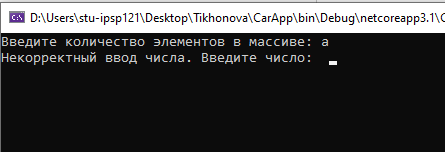 D:\Users\stu-ipsp121\Desktop\Tikhonova\CarApp\bin\Debug\netcoreapp3.1\C
Введите количество элементов в массиве: а
Некорректный ввод числа. Введите число: